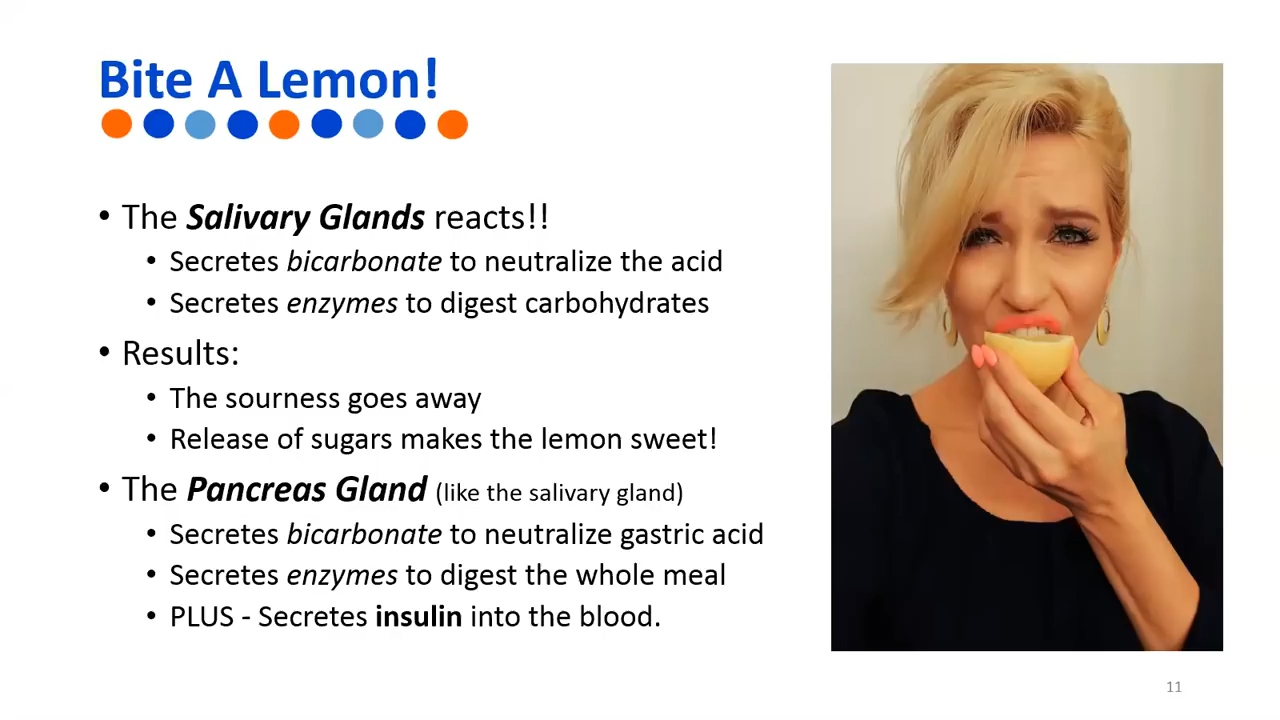 Bite A Lemon!
• The Salivary Glands reacts!!
• Secretes bicarbonate to neutralize the acid
• Secretes enzymes to digest carbohydrates
• Results:
• The sourness goes away
• Release of sugars makes the lemon sweet!
• The Pancreas Gland (like the salivary gland)
• Secretes bicarbonate to neutralize gastric acid
• Secretes enzymes to digest the whole meal
• PLUS - Secretes insulin into the blood.
11